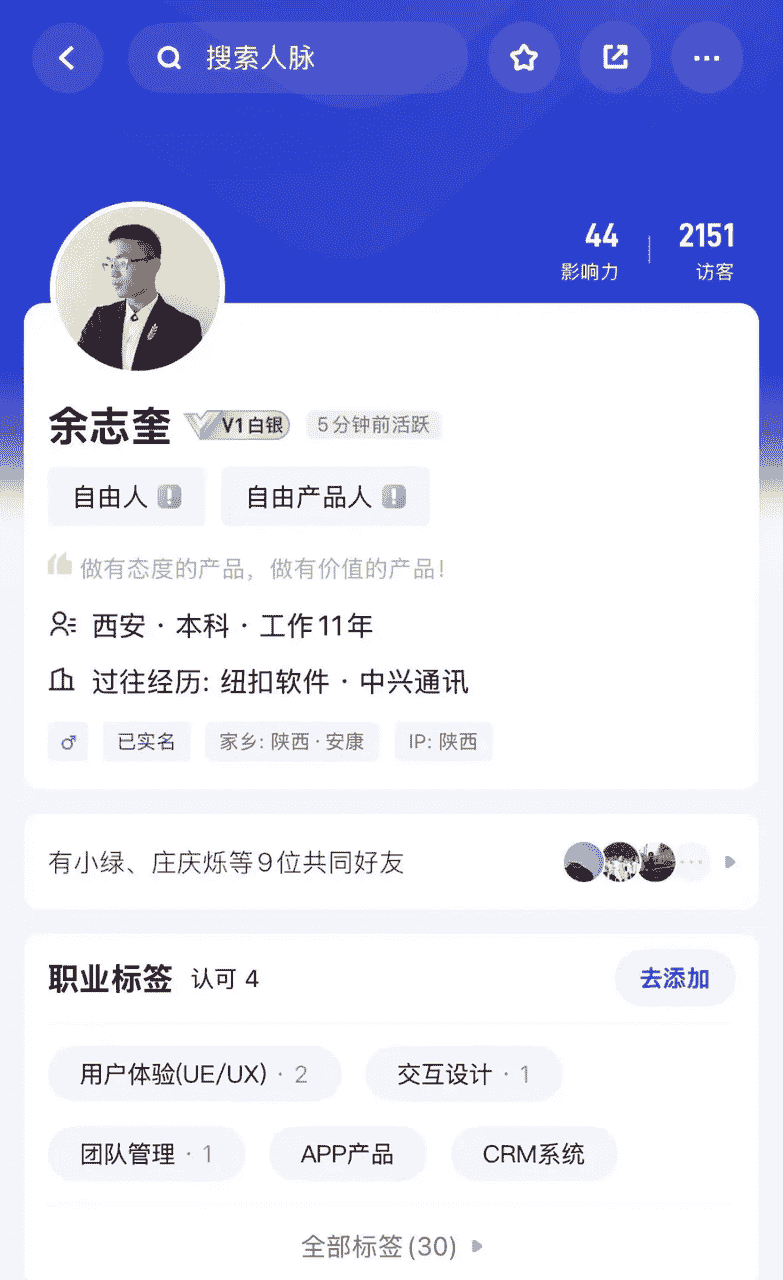 搜索人脉
44 2151
影响力 访客
余志奎 V1白银 5分钟前活跃
自由人 自由产品人
做有态度的产品，做有价值的产品！
西安 · 本科 · 工作11年
过往经历: 纽扣软件 · 中兴通讯
已实名 家乡: 陕西 · 安康 IP: 陕西
有小绿、庄庆烁等9位共同好友
职业标签 认可 4 去添加
用户体验(UE/UX) · 2 交互设计 · 1
团队管理 · 1 APP产品 CRM系统
全部标签 (30)